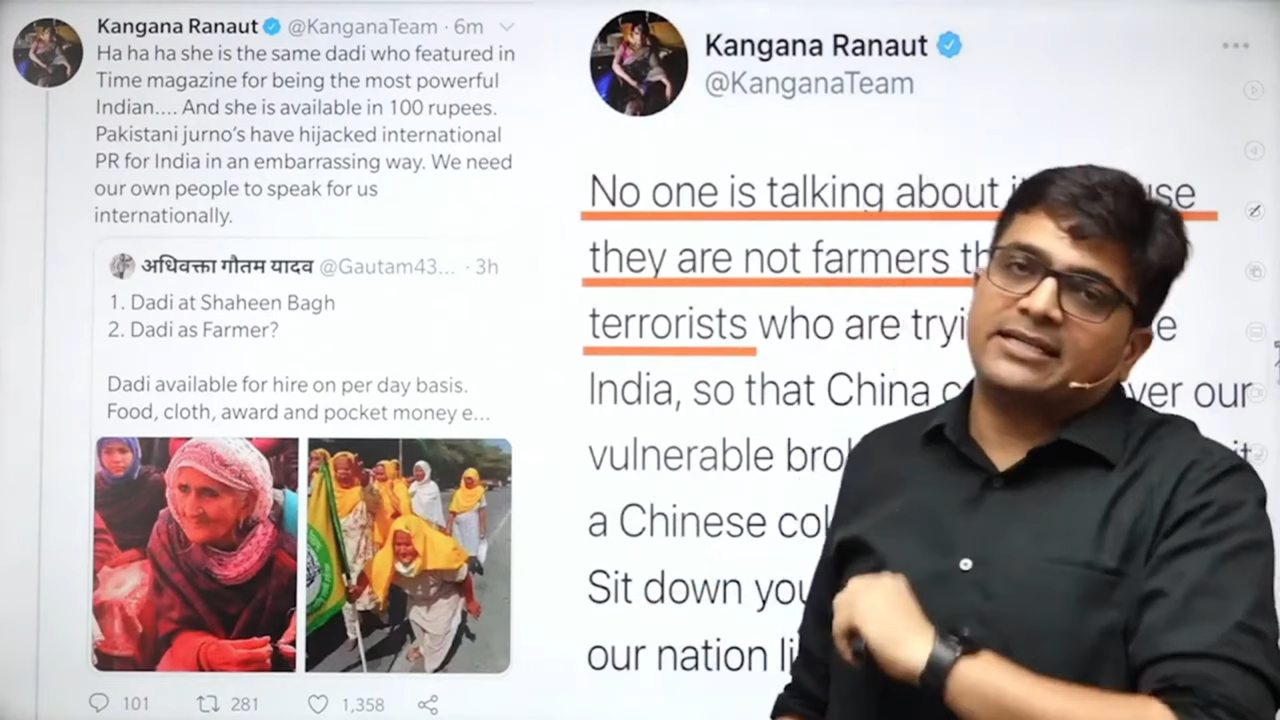 Kangana Ranaut @KanganaTeam · 6m
Ha ha ha she is the same dadi who featured in
Time magazine for being the most powerful
Indian.... And she is available in 100 rupees.
Pakistani jurno's have hijacked international
PR for India in an embarrassing way. We need
our own people to speak for us
internationally.
अधिवक्ता गौतम यादव @Gautam43... · 3h
1. Dadi at Shaheen Bagh
2. Dadi as Farmer?
Dadi available for hire on per day basis.
Food, cloth, award and pocket money e...
101 281 1,358
Kangana Ranaut
@KanganaTeam
No one is talking about
they are not farmers
terrorists who are
India, so that China our
vulnerable
a Chinese
Sit down
our nation